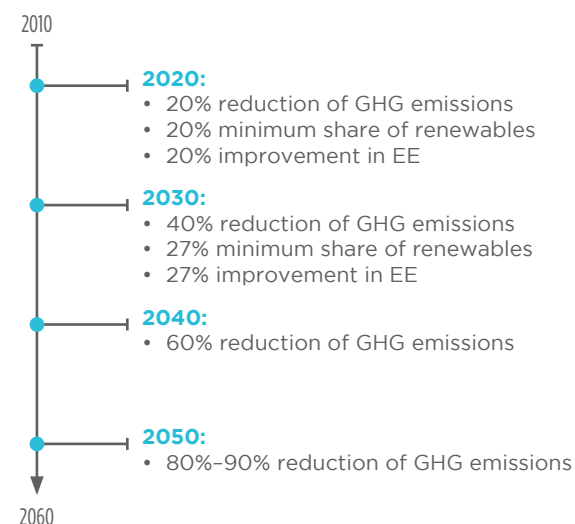 2010
2020:
• 20% reduction of GHG emissions
• 20% minimum share of renewables
• 20% improvement in EE
2030:
• 40% reduction of GHG emissions
• 27% minimum share of renewables
• 27% improvement in EE
2040:
• 60% reduction of GHG emissions
2050:
• 80%–90% reduction of GHG emissions
2060